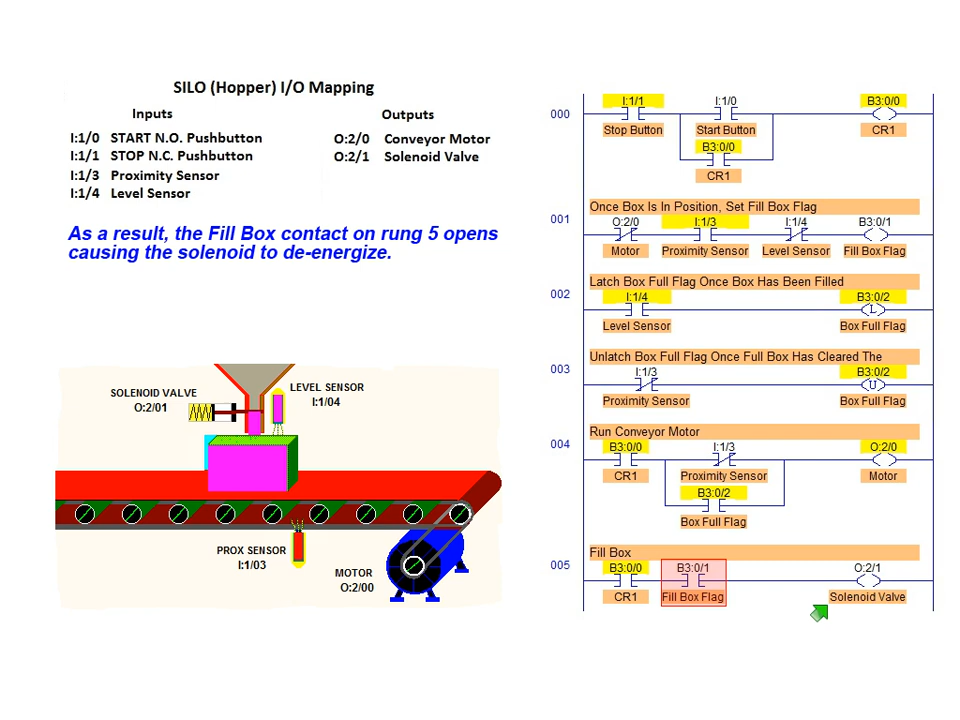 SILO (Hopper) I/O Mapping
Inputs
Outputs
I:1/0 START N.O. Pushbutton
O:2/0 Conveyor Motor
I:1/1 STOP N.C. Pushbutton
O:2/1 Solenoid Valve
I:1/3 Proximity Sensor
I:1/4 Level Sensor
As a result, the Fill Box contact on rung 5 opens
causing the solenoid to de-energize.
SOLENOID VALVE
O:2/01
LEVEL SENSOR
I:1/04
PROX SENSOR
I:1/03
MOTOR
O:2/00
I:1/1 I:1/0 B3:0/0
000
Stop Button Start Button CR1
B3:0/0
CR1
Once Box Is In Position, Set Fill Box Flag
001
O:2/0 I:1/3 I:1/4 B3:0/1
Motor Proximity Sensor Level Sensor Fill Box Flag
Latch Box Full Flag Once Box Has Been Filled
002
I:1/4 B3:0/2
L
Level Sensor Box Full Flag
Unlatch Box Full Flag Once Full Box Has Cleared The
003
I:1/3 B3:0/2
U
Proximity Sensor Box Full Flag
Run Conveyor Motor
004
B3:0/0 I:1/3 O:2/0
CR1 Proximity Sensor Motor
B3:0/2
Box Full Flag
Fill Box
005
B3:0/0 B3:0/1 O:2/1
CR1 Fill Box Flag Solenoid Valve